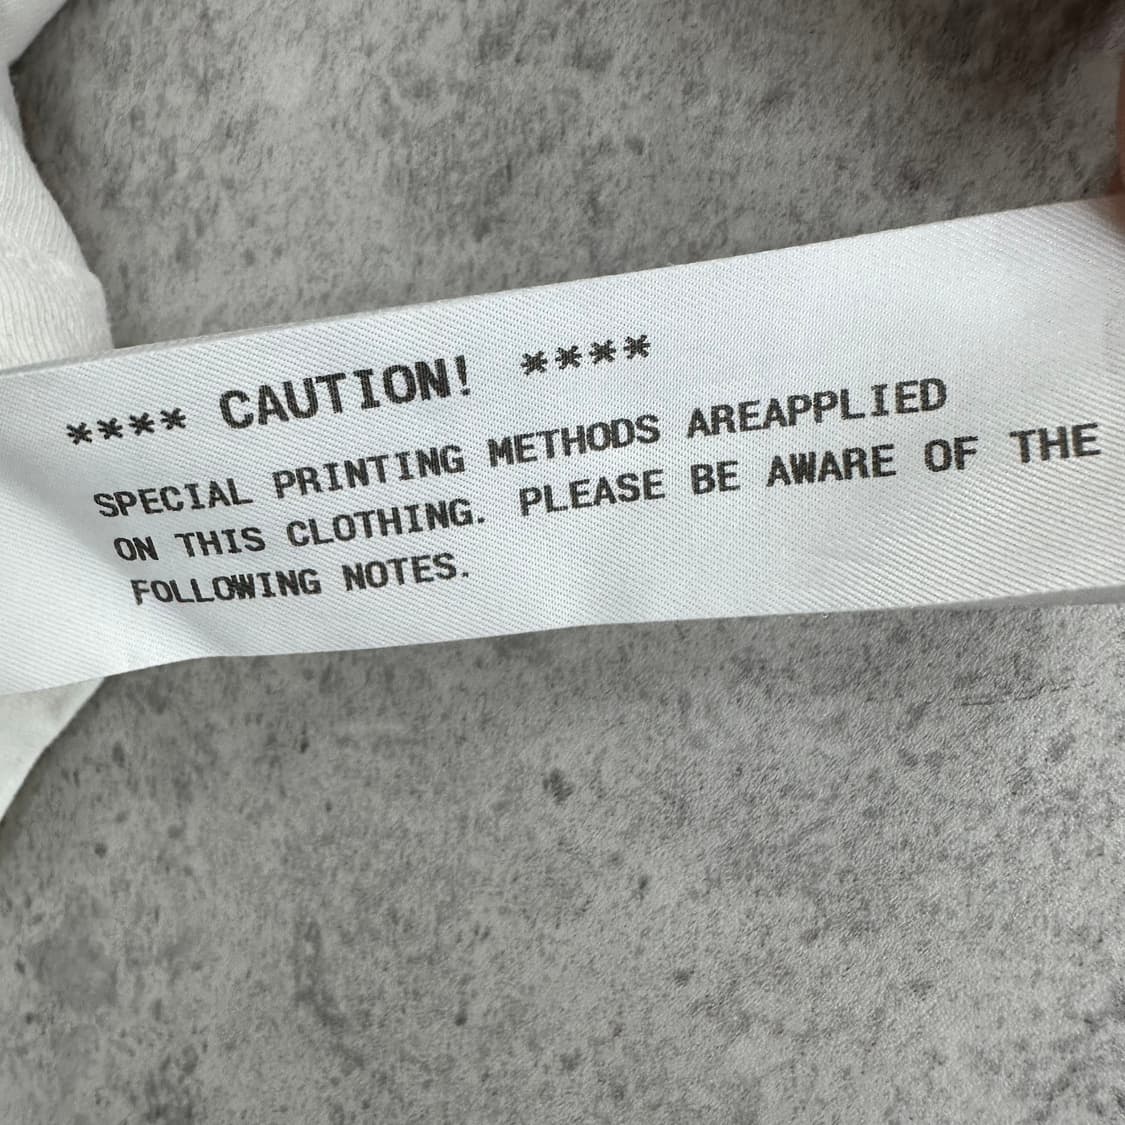 **** CAUTION! ****
SPECIAL PRINTING METHODS AREAPPLIED
ON THIS CLOTHING. PLEASE BE AWARE OF THE
FOLLOWING NOTES.